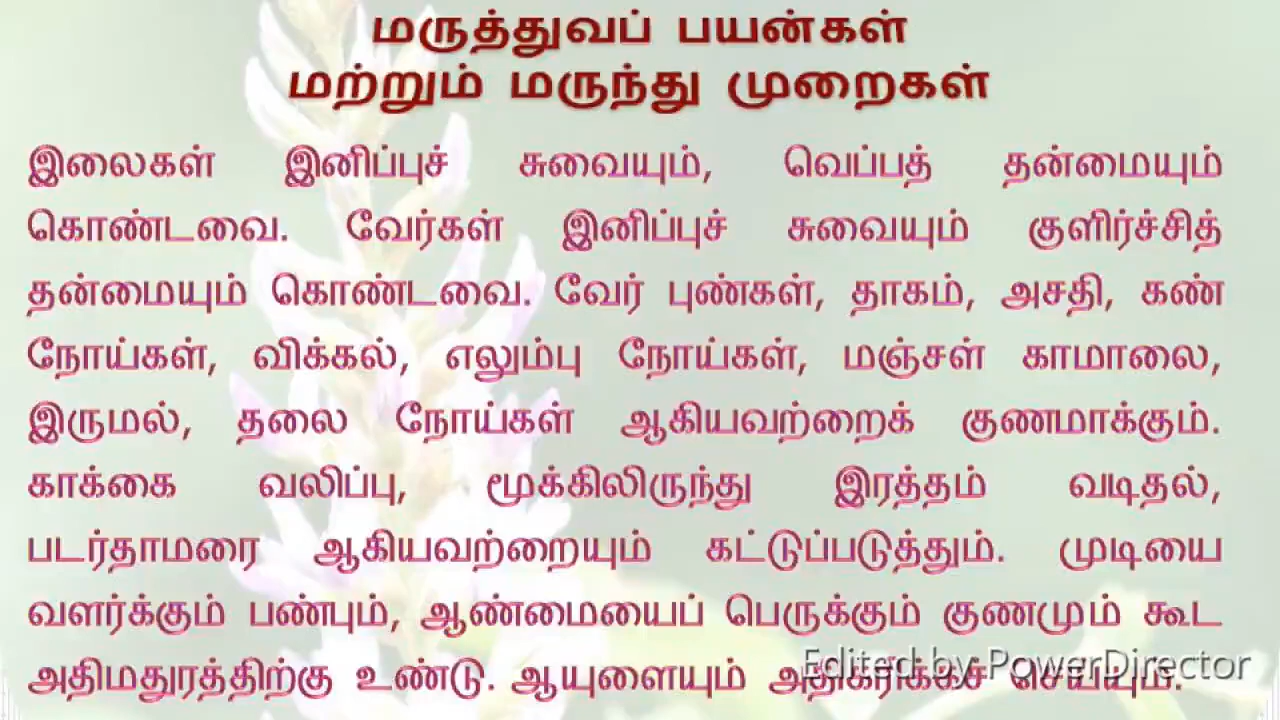 மருத்துவப் பயன்கள்
மற்றும் மருந்து முறைகள்
இலைகள் இனிப்புச் சுவையும், வெப்பத் தன்மையும்
கொண்டவை. வேர்கள் இனிப்புச் சுவையும் குளிர்ச்சித்
தன்மையும் கொண்டவை. வேர் புண்கள், தாகம், அசதி, கண்
நோய்கள், விக்கல், எலும்பு நோய்கள், மஞ்சள் காமாலை,
இருமல், தலை நோய்கள் ஆகியவற்றைக் குணமாக்கும்.
காக்கை வலிப்பு, மூக்கிலிருந்து இரத்தம் வடிதல்,
படர்தாமரை ஆகியவற்றையும் கட்டுப்படுத்தும். முடியை
வளர்க்கும் பண்பும், ஆண்மையைப் பெருக்கும் குணமும் கூட
அதிமதுரத்திற்கு உண்டு. ஆயுளையும் அதிகரிக்கச் செய்யும்.
Edited by PowerDirector